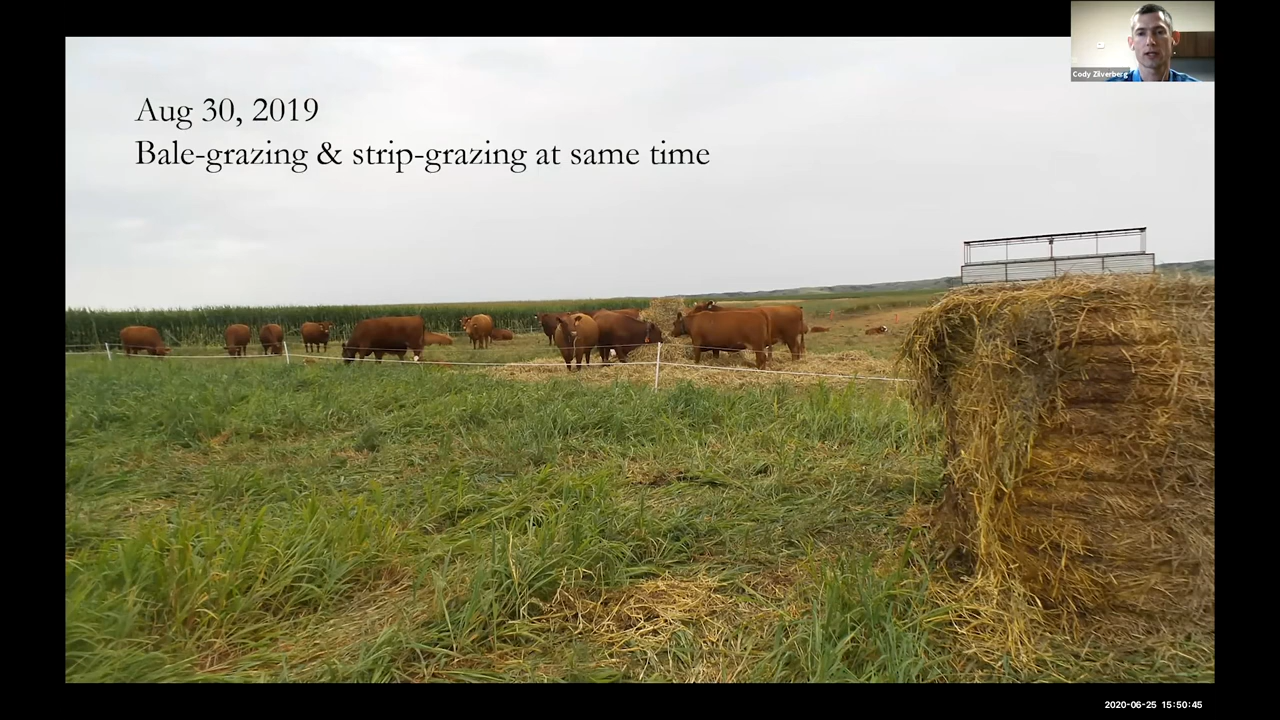 Aug 30, 2019
Bale-grazing & strip-grazing at same time
Cody Zilverberg
2020-06-25 15:50:45